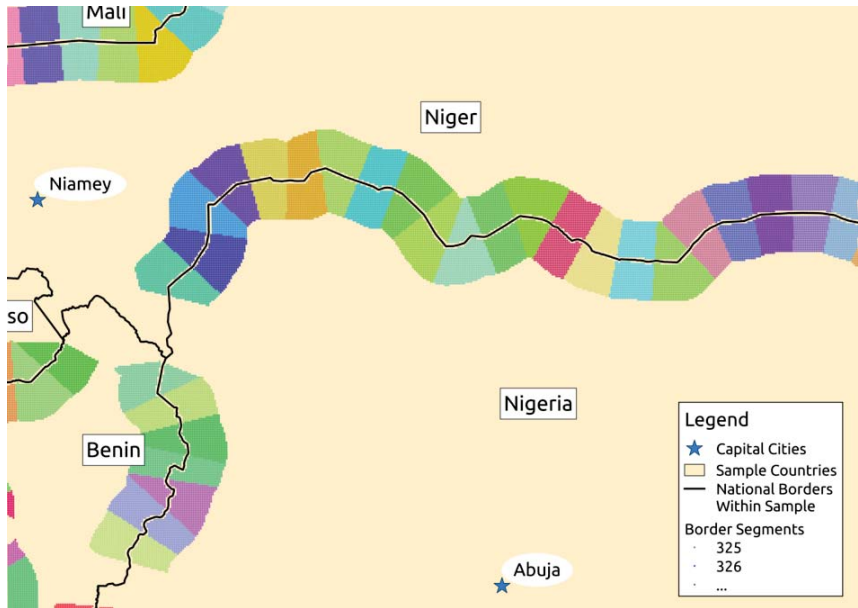 Mali
Niger
Niamey
so
Nigeria
Benin
Abuja
Legend
Capital Cities
Sample Countries
National Borders
Within Sample
Border Segments
325
326
...